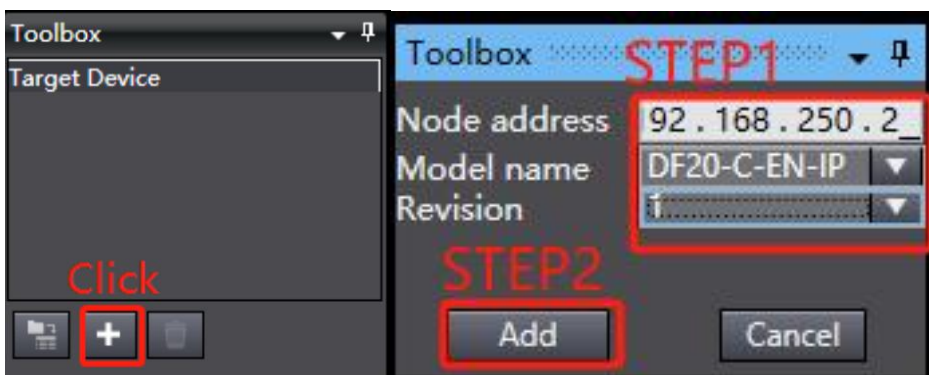 Toolbox
Target Device
Click
+
Toolbox STEP1
Node address 92 . 168 . 250 . 2_
Model name DF20-C-EN-IP
Revision 1
STEP2
Add Cancel